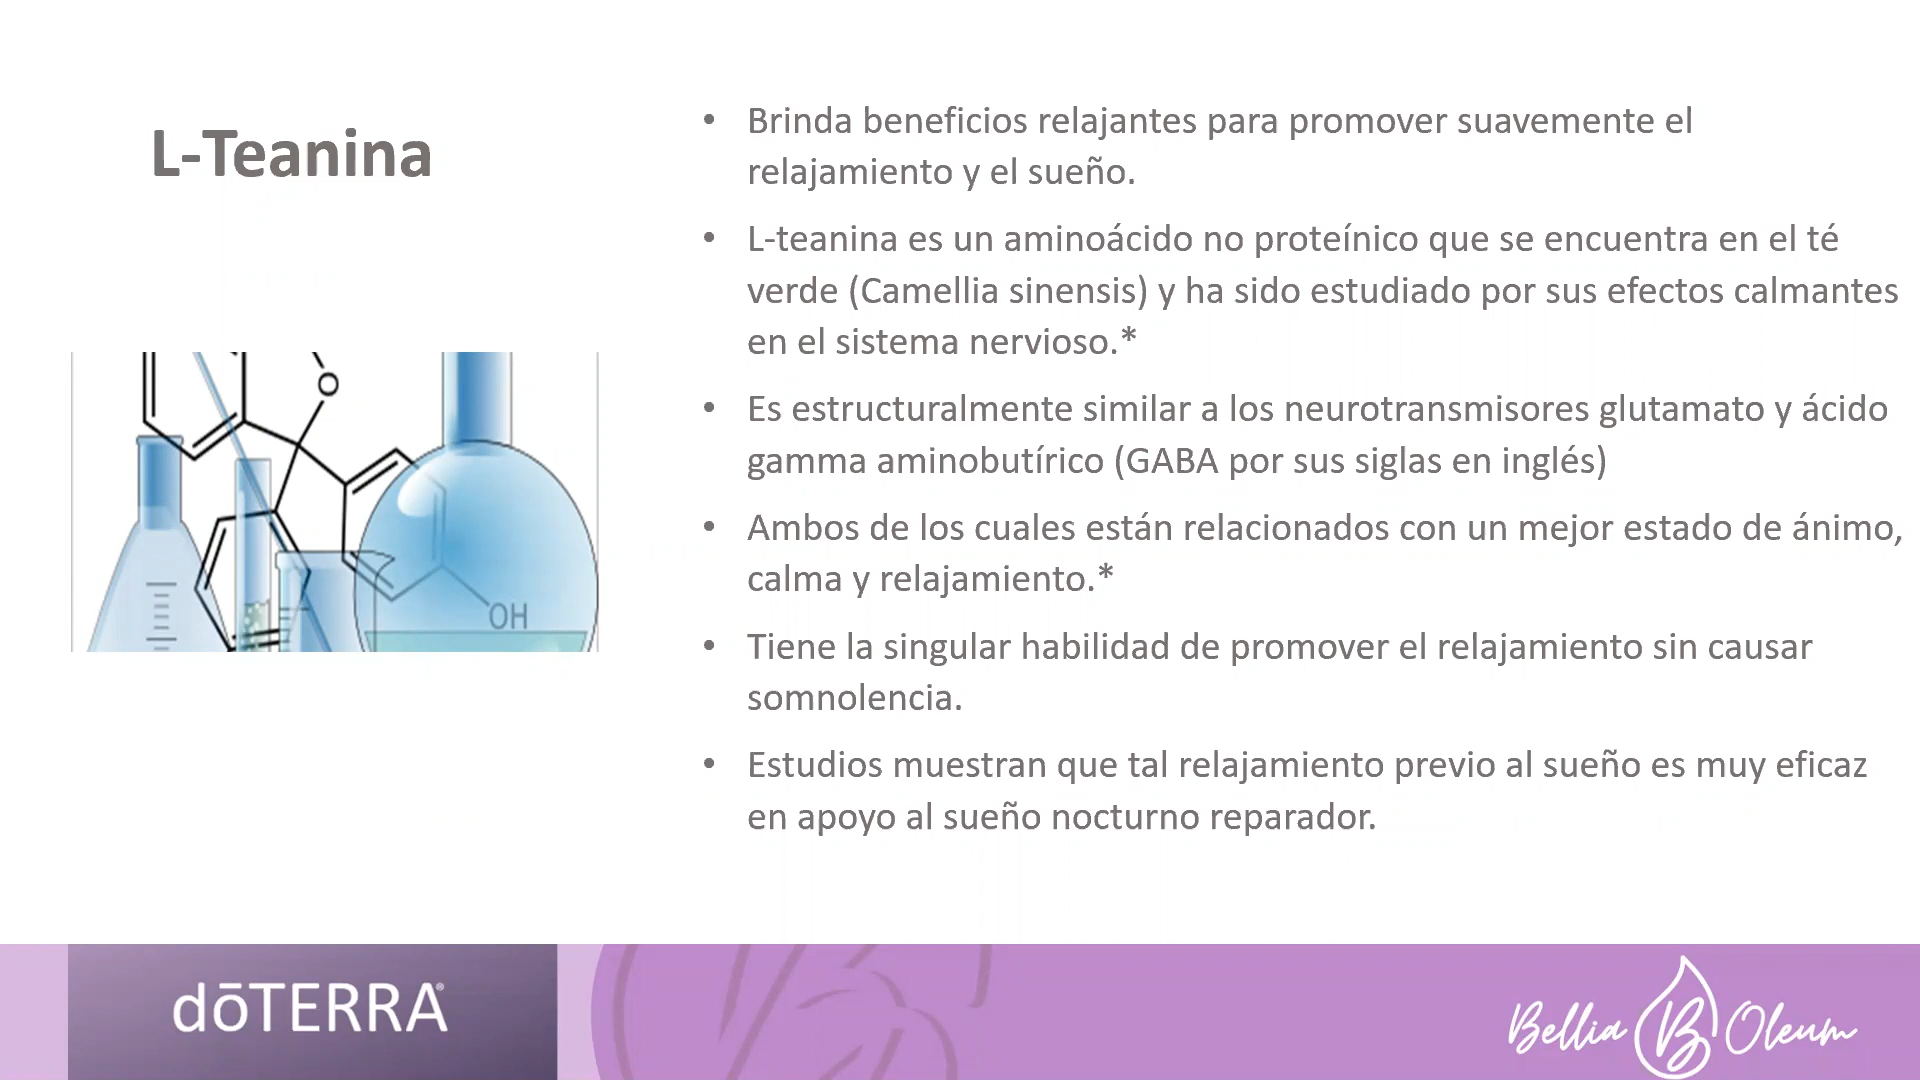 L-Teanina
• Brinda beneficios relajantes para promover suavemente el
relajamiento y el sueño.
• L-teanina es un aminoácido no proteínico que se encuentra en el té
verde (Camellia sinensis) y ha sido estudiado por sus efectos calmantes
en el sistema nervioso.*
• Es estructuralmente similar a los neurotransmisores glutamato y ácido
gamma aminobutírico (GABA por sus siglas en inglés)
• Ambos de los cuales están relacionados con un mejor estado de ánimo,
calma y relajamiento.*
• Tiene la singular habilidad de promover el relajamiento sin causar
somnolencia.
• Estudios muestran que tal relajamiento previo al sueño es muy eficaz
en apoyo al sueño nocturno reparador.
O
OH
dōTERRA®
Bellia B Oleum